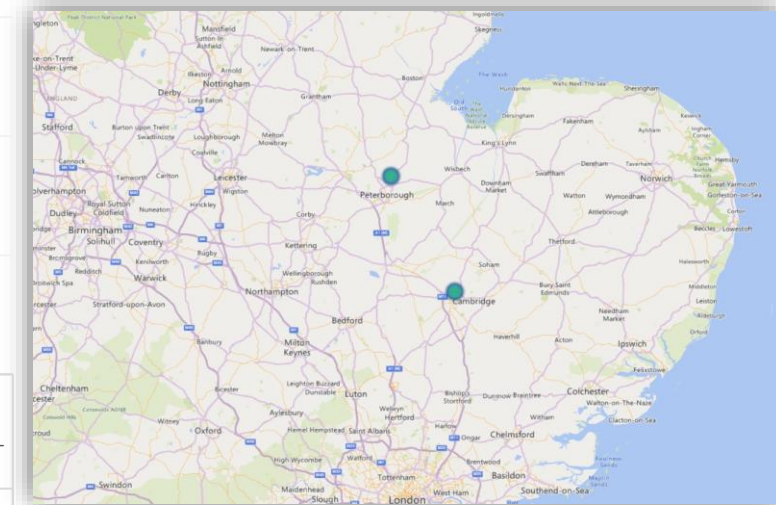 Peak District National Park
Mansfield
Sutton in
Ashfield
Newark-on-Trent
Ingoldmells
Skegness
ke-on-Trent
-Under-Lyme
Ilkeston
Arnold
Nottingham
Boston
The Wash
Hunstanton
Wells-Next-The-Sea
Sheringham
Derby
Long Eaton
Grantham
ENGLAND
Stafford
Burton upon Trent
Swadlincote
Loughborough
Melton
Mowbray
Dersingham
Fakenham
Aylsham
King's Lynn
Cannock
Coalville
Tamworth
Leicester
Wigston
Peterborough
Wisbech
Downham
Market
Swaffham
Dereham
Taverham
Norwich
Hemsby
Great Yarmouth
Gorleston-on-Sea
olverhampton
Royal Sutton
Coldfield
Nuneaton
Hinckley
March
Watton
Wymondham
Attleborough
Dudley
Birmingham
Solihull
Coventry
Corby
Beccles
Lowestoft
Bromsgrove
Redditch
Kenilworth
Rugby
Kettering
Thetford
Halesworth
Warwick
Wellingborough
Rushden
Soham
Stratford-upon-Avon
Northampton
Cambridge
Bury Saint
Edmunds
Leiston
Aldeburgh
Bedford
Needham
Market
Orford
Banbury
Milton
Keynes
Haverhill
Acton
Ipswich
Felixstowe
Cheltenham
Bicester
Leighton Buzzard
Dunstable
Luton
Bishop's
Stortford
Dunmow
Braintree
Colchester
Walton-on-The-Naze
Clacton-on-Sea
Witney
Oxford
Aylesbury
Welwyn
Hertford
Harlow
Witham
Hemel Hempstead
Saint Albans
Ongar
Chelmsford
High Wycombe
Watford
Brentwood
Tottenham
Basildon
Swindon
Maidenhead
Slough
London
West Ham
Southend on Sea